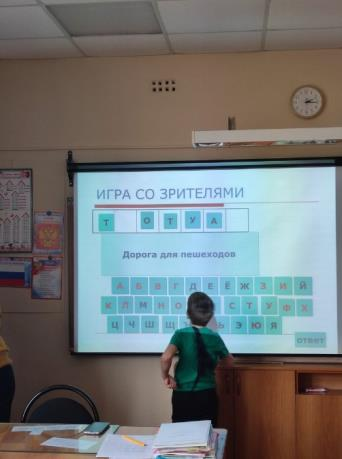 ИГРА СО ЗРИТЕЛЯМИ
Т О Т У А
Дорога для пешеходов
А Б В Г Д Е Ё Ж З И Й
К Л М Н О С Т У Ф Х
Ц Ч Ш Щ Ь Э Ю Я
ответ